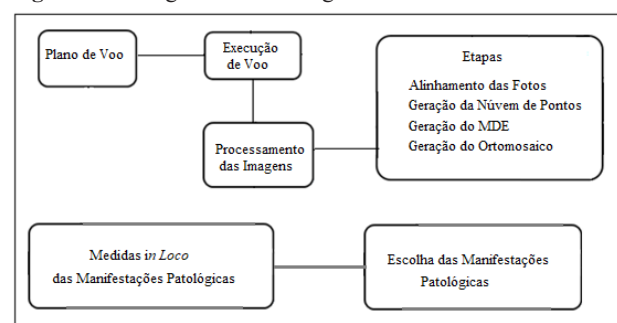 Plano de Voo
Execução
de Voo
Processamento
das Imagens
Etapas
Alinhamento das Fotos
Geração da Núvem de Pontos
Geração do MDE
Geração do Ortomosaico
Medidas in Loco
das Manifestações Patológicas
Escolha das Manifestações
Patológicas